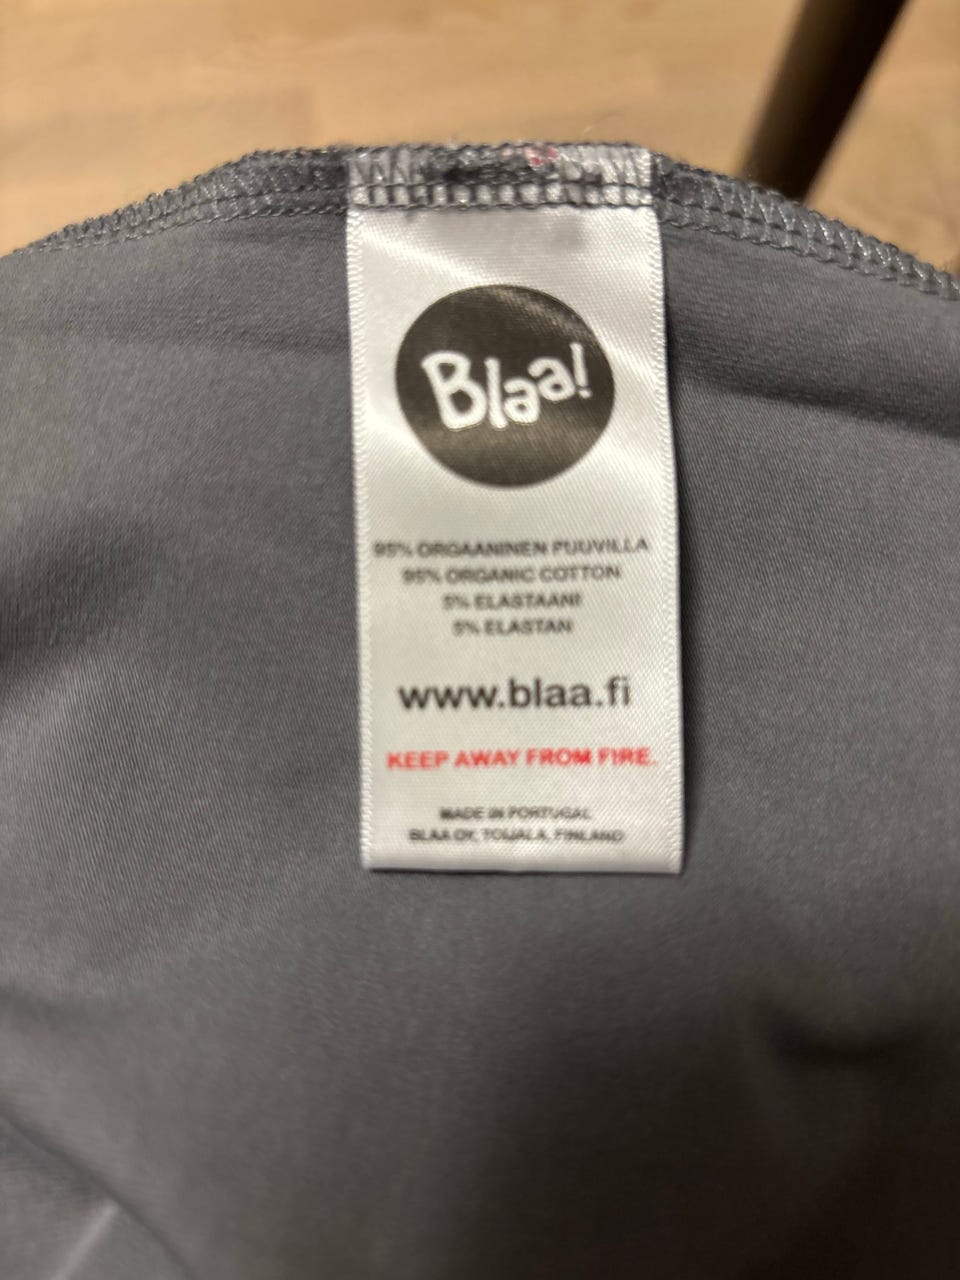 Blaa!
95% ORGAANINEN PUUVILLA
95% ORGANIC COTTON
5% ELASTAANI
5% ELASTAN
www.blaa.fi
KEEP AWAY FROM FIRE.
MADE IN PORTUGAL
BLAA OY, TOIJALA, FINLAND